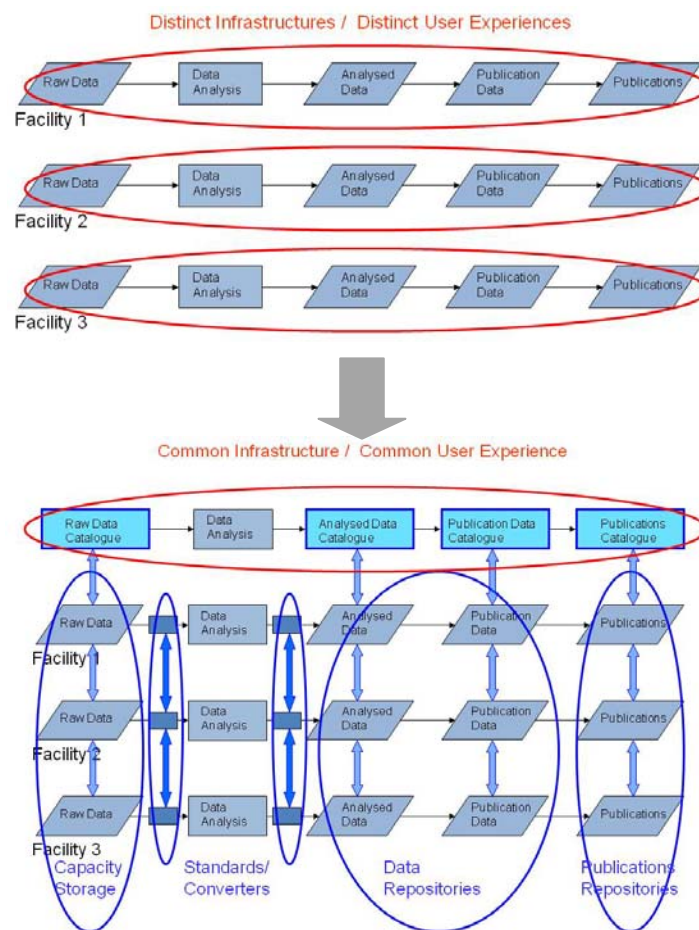 Distinct Infrastructures / Distinct User Experiences
Raw Data
Data
Analysis
Analysed
Data
Publication
Data
Publications
Facility 1
Raw Data
Data
Analysis
Analysed
Data
Publication
Data
Publications
Facility 2
Raw Data
Data
Analysis
Analysed
Data
Publication
Data
Publications
Facility 3
Common Infrastructure / Common User Experience
Raw Data
Catalogue
Data
Analysis
Analysed Data
Catalogue
Publication Data
Catalogue
Publications
Catalogue
Raw Data
Data
Analysis
Analysed
Data
Publication
Data
Publications
Facility 1
Raw Data
Data
Analysis
Analysed
Data
Publication
Data
Publications
Facility 2
Raw Data
Data
Analysis
Analysed
Data
Publication
Data
Publications
Facility 3
Capacity
Storage
Standards/
Converters
Data
Repositories
Publications
Repositories